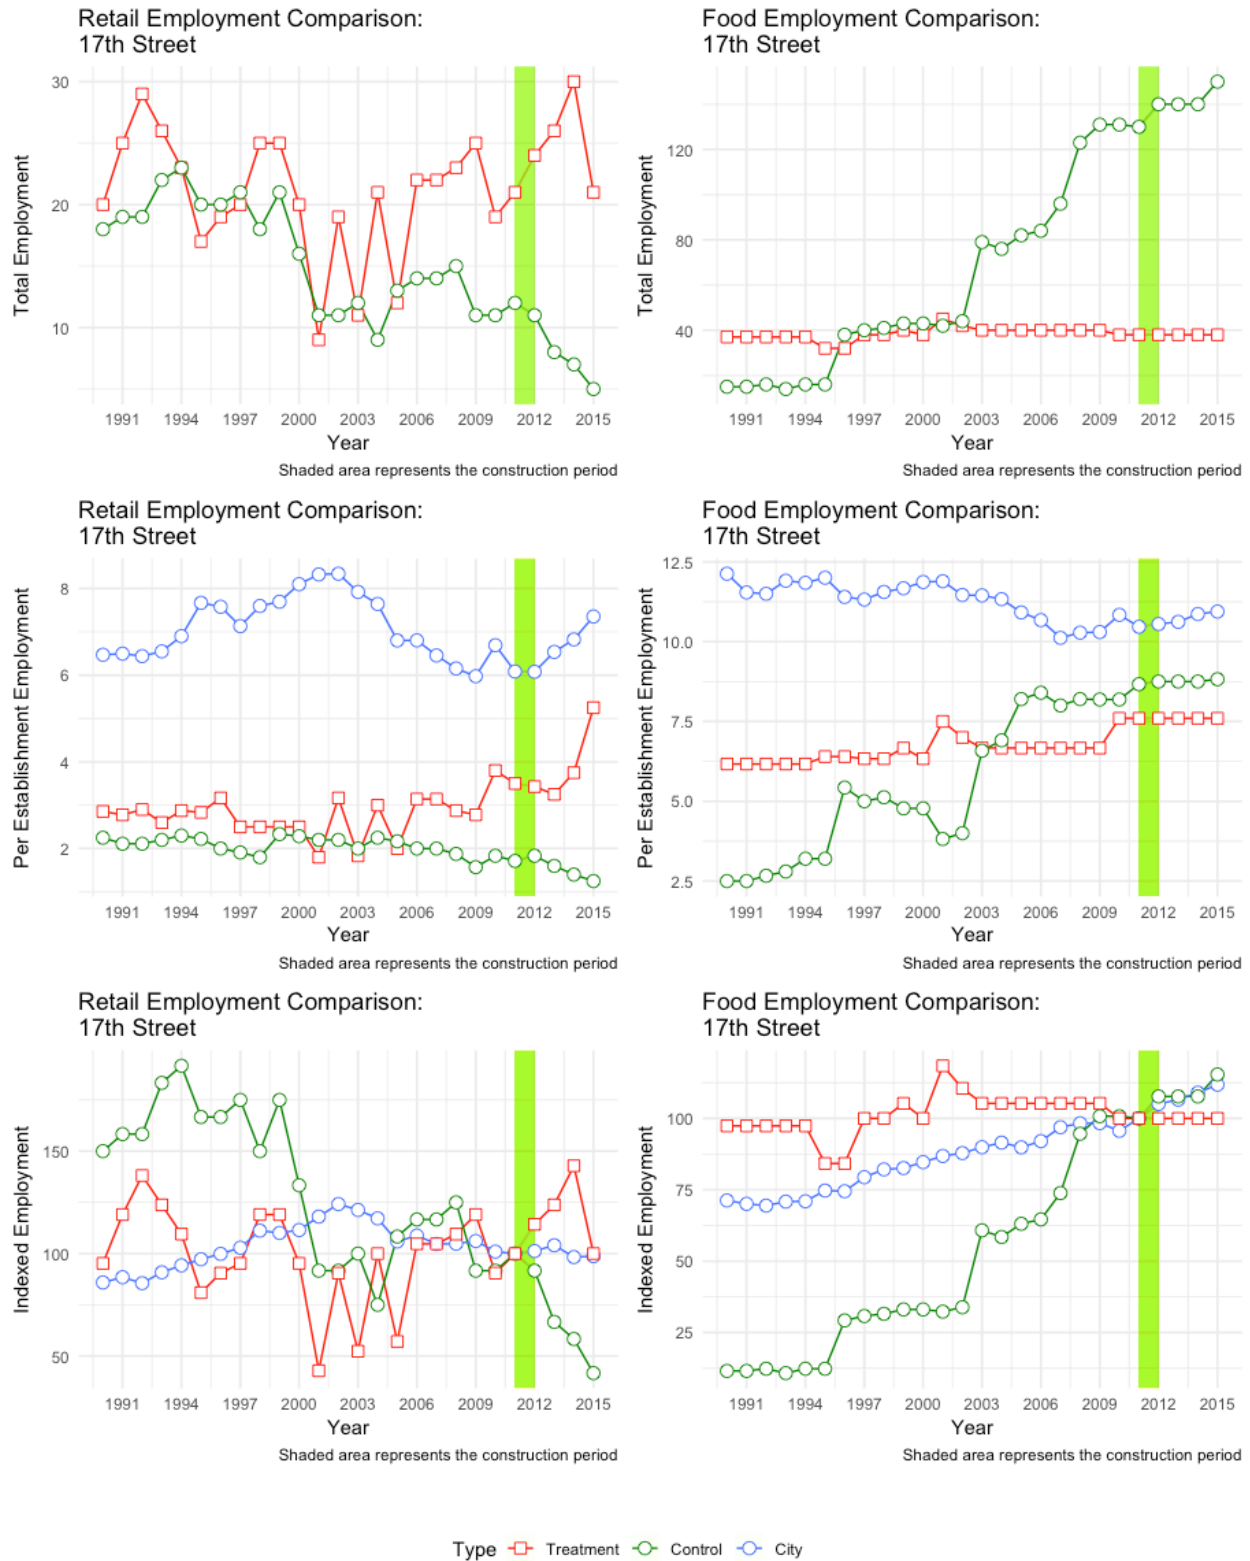 Retail Employment Comparison:
17th Street
30
20
10
Total Employment
1991 1994 1997 2000 2003 2006 2009 2012 2015
Year
Shaded area represents the construction period
Food Employment Comparison:
17th Street
120
80
40
Total Employment
1991 1994 1997 2000 2003 2006 2009 2012 2015
Year
Shaded area represents the construction period
Retail Employment Comparison:
17th Street
8
6
4
2
Per Establishment Employment
1991 1994 1997 2000 2003 2006 2009 2012 2015
Year
Shaded area represents the construction period
Food Employment Comparison:
17th Street
12.5
10.0
7.5
5.0
2.5
Per Establishment Employment
1991 1994 1997 2000 2003 2006 2009 2012 2015
Year
Shaded area represents the construction period
Retail Employment Comparison:
17th Street
150
100
50
Indexed Employment
1991 1994 1997 2000 2003 2006 2009 2012 2015
Year
Shaded area represents the construction period
Food Employment Comparison:
17th Street
100
75
50
25
Indexed Employment
1991 1994 1997 2000 2003 2006 2009 2012 2015
Year
Shaded area represents the construction period
Type Treatment Control City